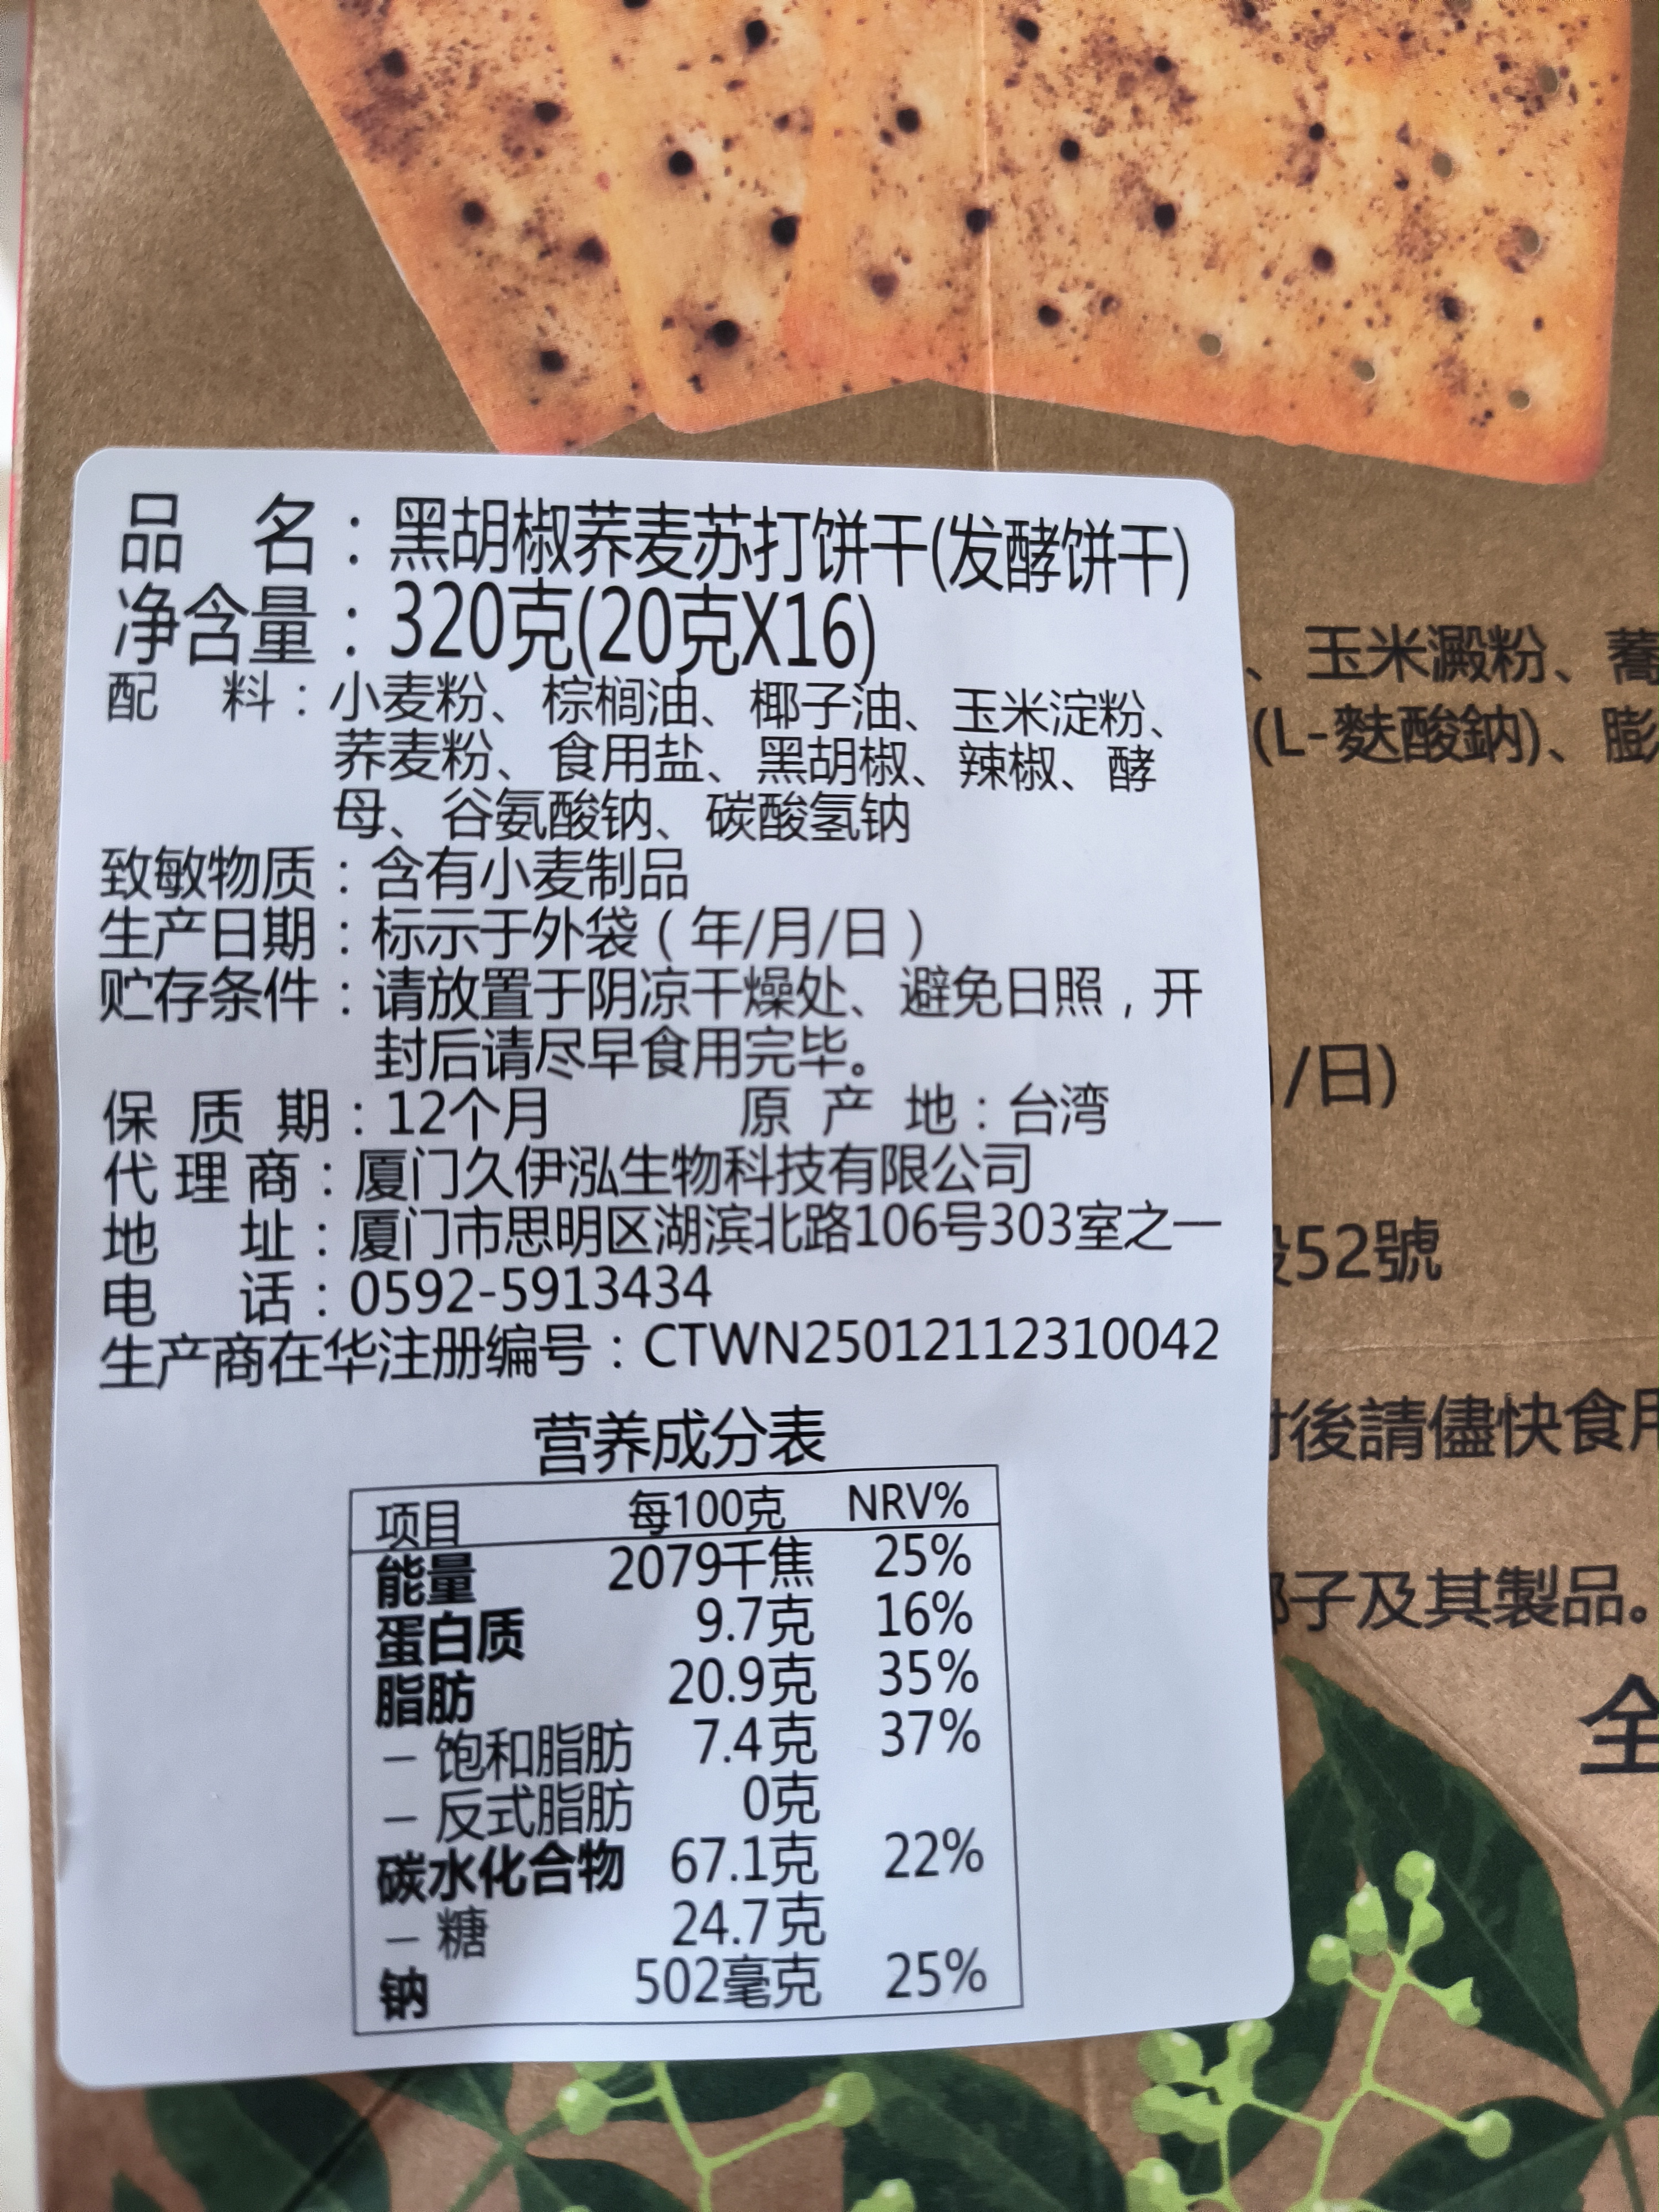 品 名：黑胡椒荞麦苏打饼干(发酵饼干)
净含量：320克(20克X16)
配 料：小麦粉、棕榈油、椰子油、玉米淀粉、
荞麦粉、食用盐、黑胡椒、辣椒、酵
母、谷氨酸钠、碳酸氢钠
致敏物质：含有小麦制品
生产日期：标示于外袋（年/月/日）
贮存条件：请放置于阴凉干燥处、避免日照，开
封后请尽早食用完毕。
保 质 期：12个月 原 产 地：台湾
代 理 商：厦门久伊泓生物科技有限公司
地 址：厦门市思明区湖滨北路106号303室之一
电 话：0592-5913434
生产商在华注册编号：CTWN25012112310042
营养成分表
项目 每100克 NRV%
能量 2079千焦 25%
蛋白质 9.7克 16%
脂肪 20.9克 35%
– 饱和脂肪 7.4克 37%
– 反式脂肪 0克
碳水化合物 67.1克 22%
– 糖 24.7克
钠 502毫克 25%
、玉米澱粉、蕎
(L-麩酸鈉)、膨
/日)
52號
後請儘快食用
子及其製品。
全